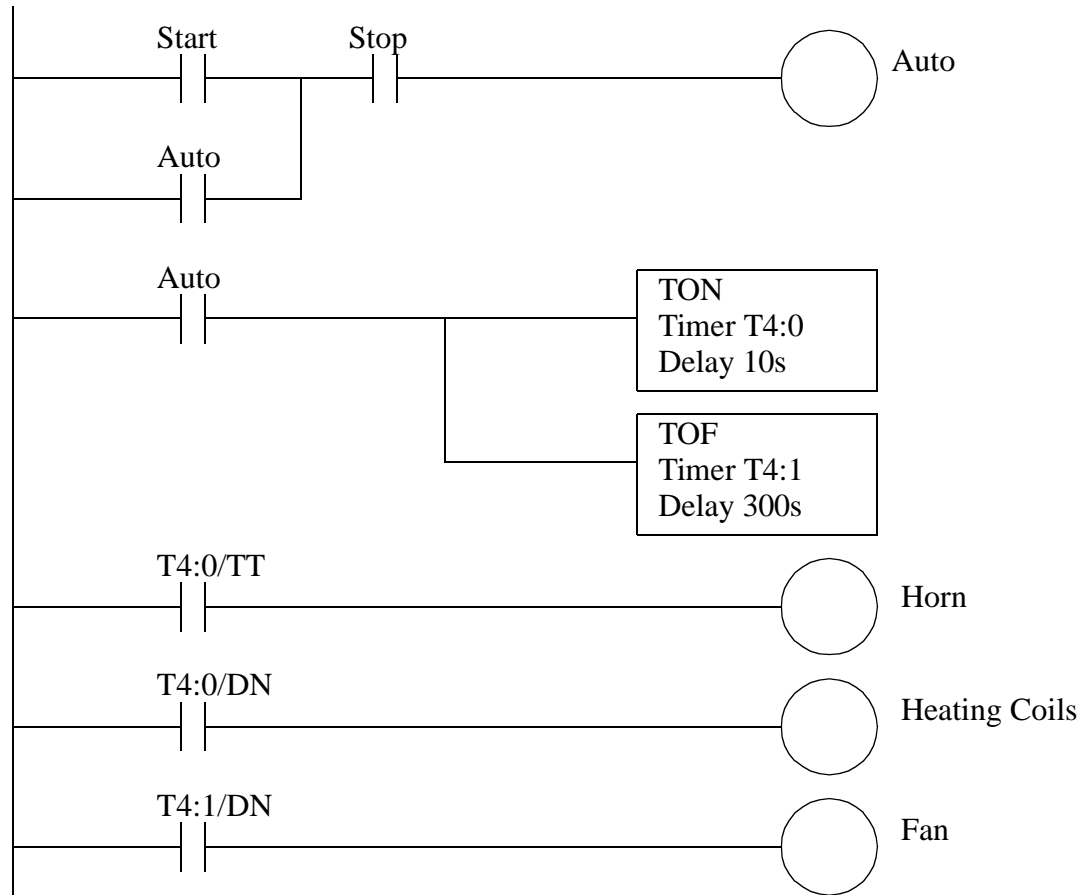 Start
Stop
Auto
Auto
Auto
TON
Timer T4:0
Delay 10s
TOF
Timer T4:1
Delay 300s
T4:0/TT
Horn
T4:0/DN
Heating Coils
T4:1/DN
Fan